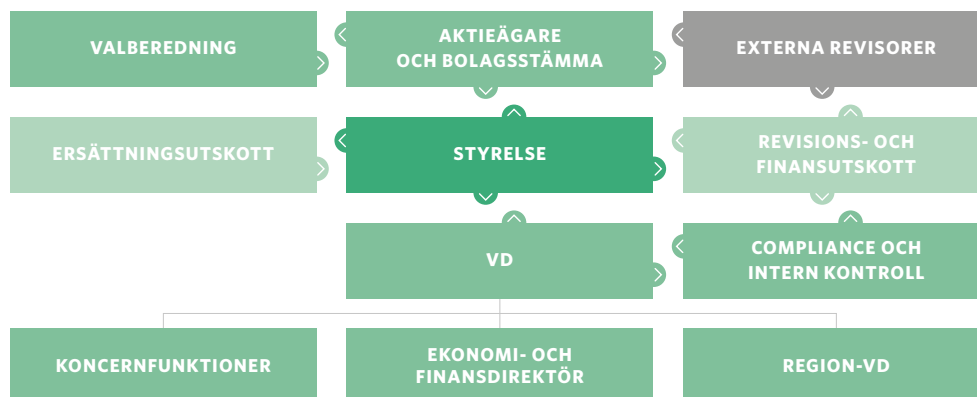 VALBEREDNING
AKTIEÄGARE
OCH BOLAGSSTÄMMA
EXTERNA REVISORER
ERSÄTTNINGSUTSKOTT
STYRELSE
REVISIONS- OCH
FINANSUTSKOTT
VD
COMPLIANCE OCH
INTERN KONTROLL
KONCERNFUNKTIONER
EKONOMI- OCH
FINANSDIREKTÖR
REGION-VD